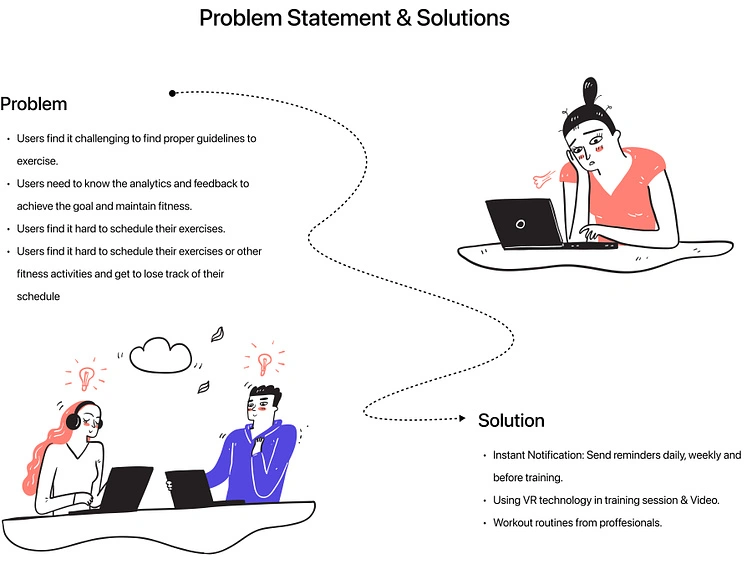 Problem Statement & Solutions
Problem
• Users find it challenging to find proper guidelines to
exercise.
• Users need to know the analytics and feedback to
achieve the goal and maintain fitness.
• Users find it hard to schedule their exercises.
• Users find it hard to schedule their exercises or other
fitness activities and get to lose track of their
schedule
Solution
• Instant Notification: Send reminders daily, weekly and
before training.
• Using VR technology in training session & Video.
• Workout routines from proffesionals.